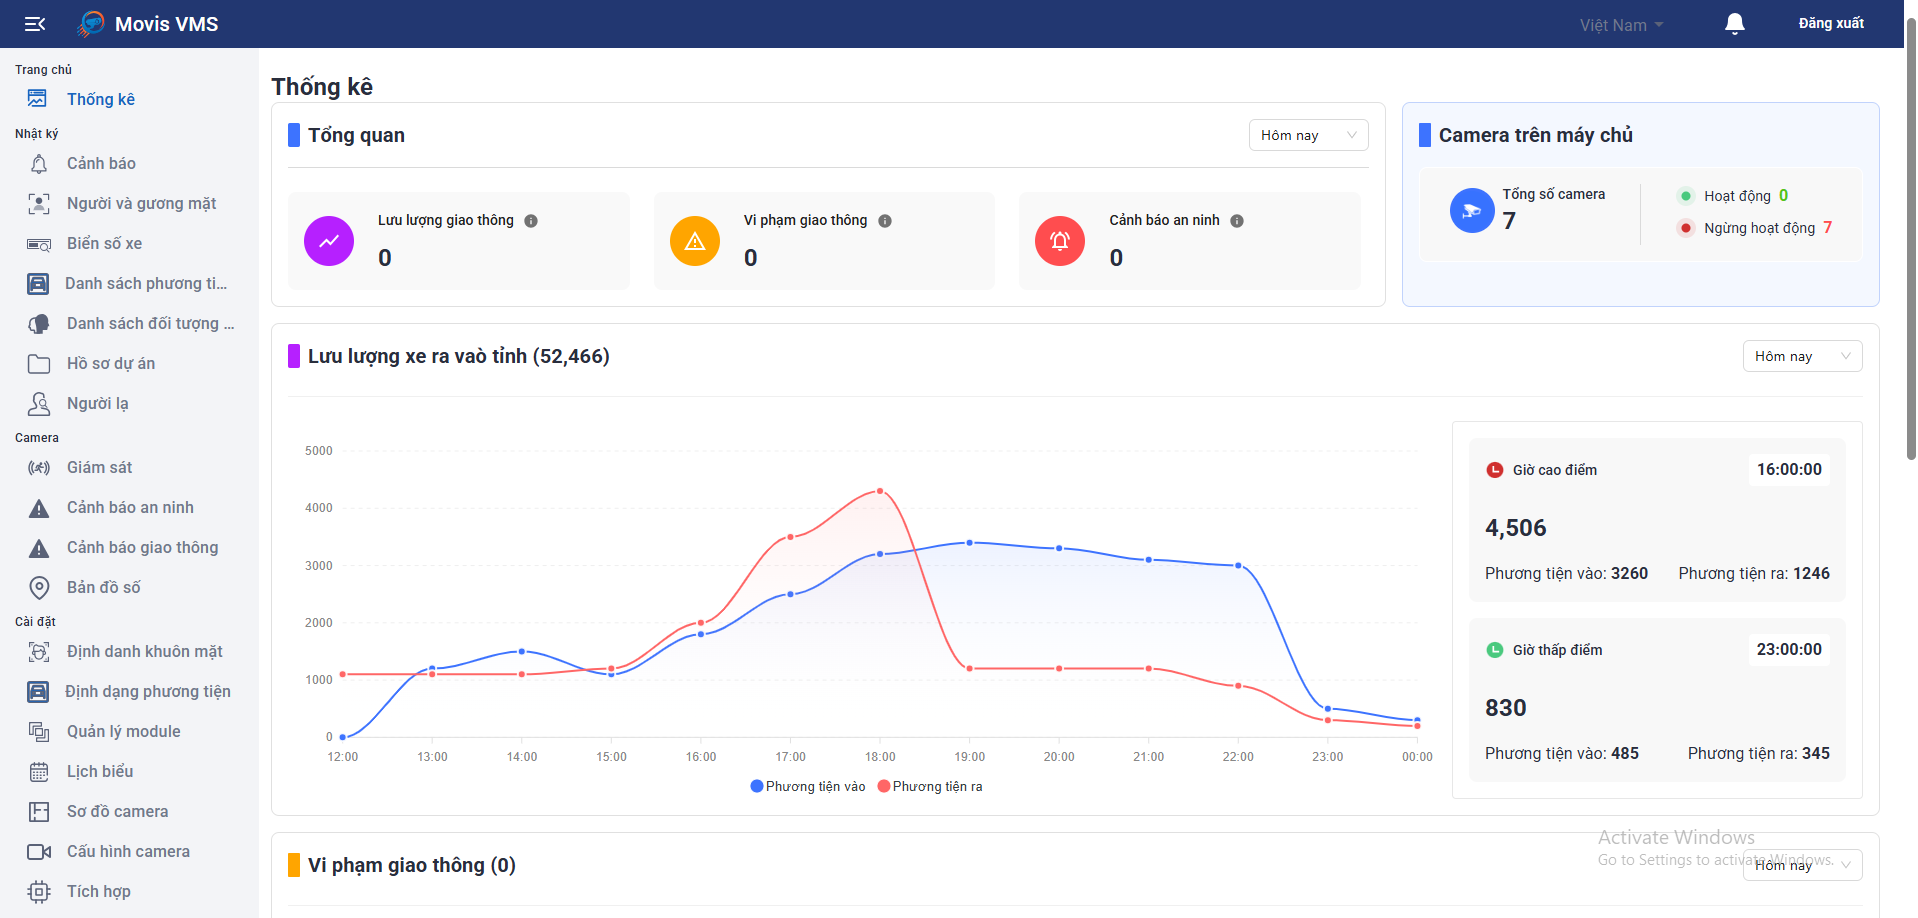 Movis VMS
Việt Nam
Đăng xuất
Trang chủ
Thống kê
Nhật ký
Cảnh báo
Người và gương mặt
Biển số xe
Danh sách phương ti...
Danh sách đối tượng ...
Hồ sơ dự án
Người lạ
Camera
Giám sát
Cảnh báo an ninh
Cảnh báo giao thông
Bản đồ số
Cài đặt
Định danh khuôn mặt
Định dạng phương tiện
Quản lý module
Lịch biểu
Sơ đồ camera
Cấu hình camera
Tích hợp
Thống kê
Tổng quan
Hôm nay
Lưu lượng giao thông
0
Vi phạm giao thông
0
Cảnh báo an ninh
0
Camera trên máy chủ
Tổng số camera
7
Hoạt động 0
Ngừng hoạt động 7
Lưu lượng xe ra vaò tỉnh (52,466)
Hôm nay
5000
4000
3000
2000
1000
0
12:00 13:00 14:00 15:00 16:00 17:00 18:00 19:00 20:00 21:00 22:00 23:00 00:00
Phương tiện vào Phương tiện ra
Giờ cao điểm 16:00:00
4,506
Phương tiện vào: 3260 Phương tiện ra: 1246
Giờ thấp điểm 23:00:00
830
Phương tiện vào: 485 Phương tiện ra: 345
Vi phạm giao thông (0)
Hôm nay
Activate Windows
Go to Settings to activate Windows.